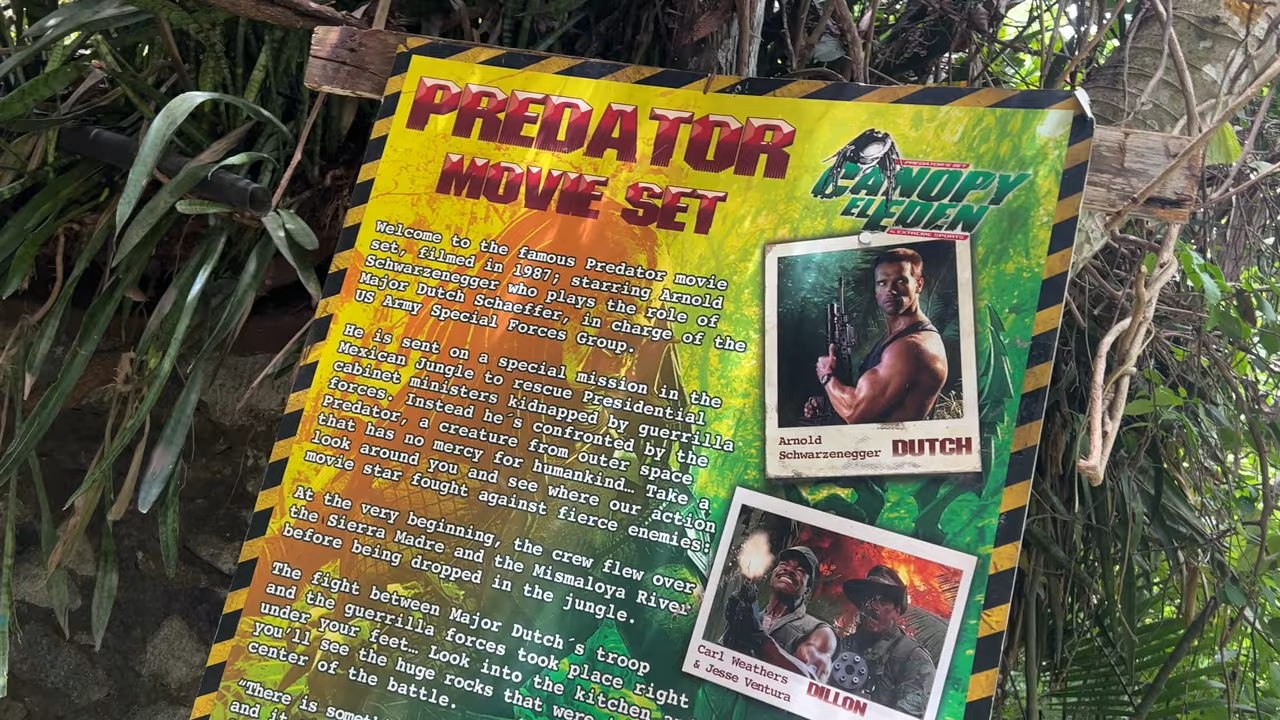 PREDATOR
MOVIE SET
PREDATOR'S SET
CANOPY
EL EDEN
& EXTREME SPORTS
Welcome to the famous Predator movie
set, filmed in 1987; starring Arnold
Schwarzenegger who plays the role of
Major Dutch Schaeffer, in charge of the
US Army Special Forces Group.
He is sent on a special mission in the
Mexican Jungle to rescue Presidential
cabinet ministers kidnapped by guerrilla
forces. Instead he´s confronted by the
Predator, a creature from outer space
that has no mercy for humankind… Take a
look around you and see where our action
movie star fought against fierce enemies:
At the very beginning, the crew flew over
the Sierra Madre and the Mismaloya River
before being dropped in the jungle.
The fight between Major Dutch´s troop
and the guerrilla forces took place right
under your feet… Look into the kitchen
you'll see the huge rocks that were
center of the battle.
"There is
and
Arnold
Schwarzenegger DUTCH
Carl Weathers
& Jesse Ventura DILLON